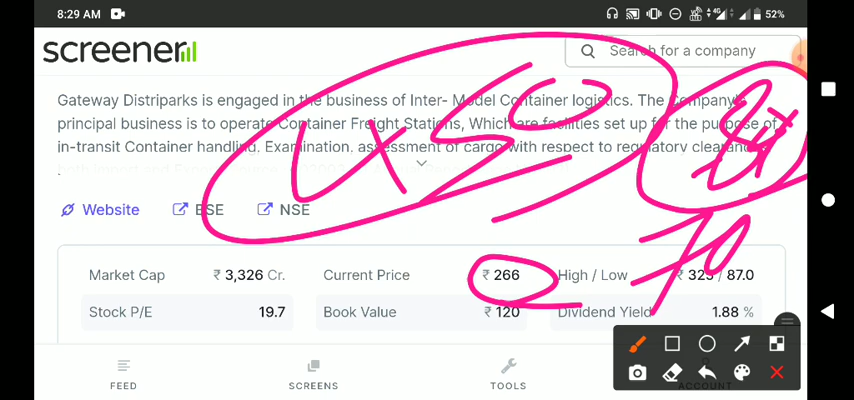 8:29 AM 4G 52%
screener
Search for a company
Gateway Distriparks is engaged in the business of Inter- Model Container logistics. The Company's
principal business is to operate Container Freight Stations, Which are facilities set up for the purpose of
in-transit Container handling, Examination, assessment of cargo with respect to regulatory clearance
Website BSE NSE
Market Cap ₹ 3,326 Cr. Current Price ₹ 266 High / Low ₹ 325 / 87.0
Stock P/E 19.7 Book Value ₹ 120 Dividend Yield 1.88 %
FEED SCREENS TOOLS ACCOUNT